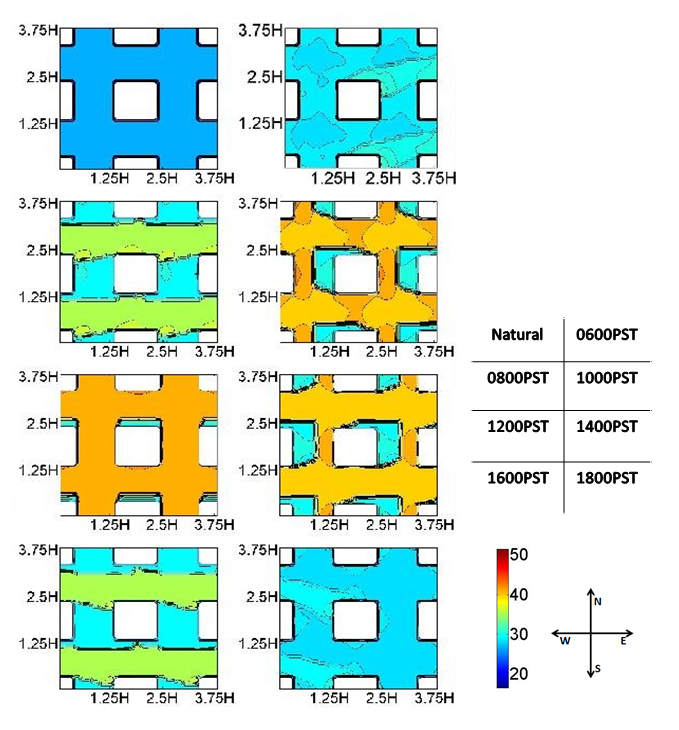 3.75H 3.75H
2.5H 2.5H
1.25H 1.25H
1.25H 2.5H 3.75H 1.25H 2.5H 3.75H
3.75H 3.75H
2.5H 2.5H
1.25H 1.25H
1.25H 2.5H 3.75H 1.25H 2.5H 3.75H
Natural 0600PST
0800PST 1000PST
1200PST 1400PST
1600PST 1800PST
3.75H 3.75H
2.5H 2.5H
1.25H 1.25H
1.25H 2.5H 3.75H 1.25H 2.5H 3.75H
3.75H 3.75H
2.5H 2.5H
1.25H 1.25H
1.25H 2.5H 3.75H 1.25H 2.5H 3.75H
50
40
30
20
N
W E
S